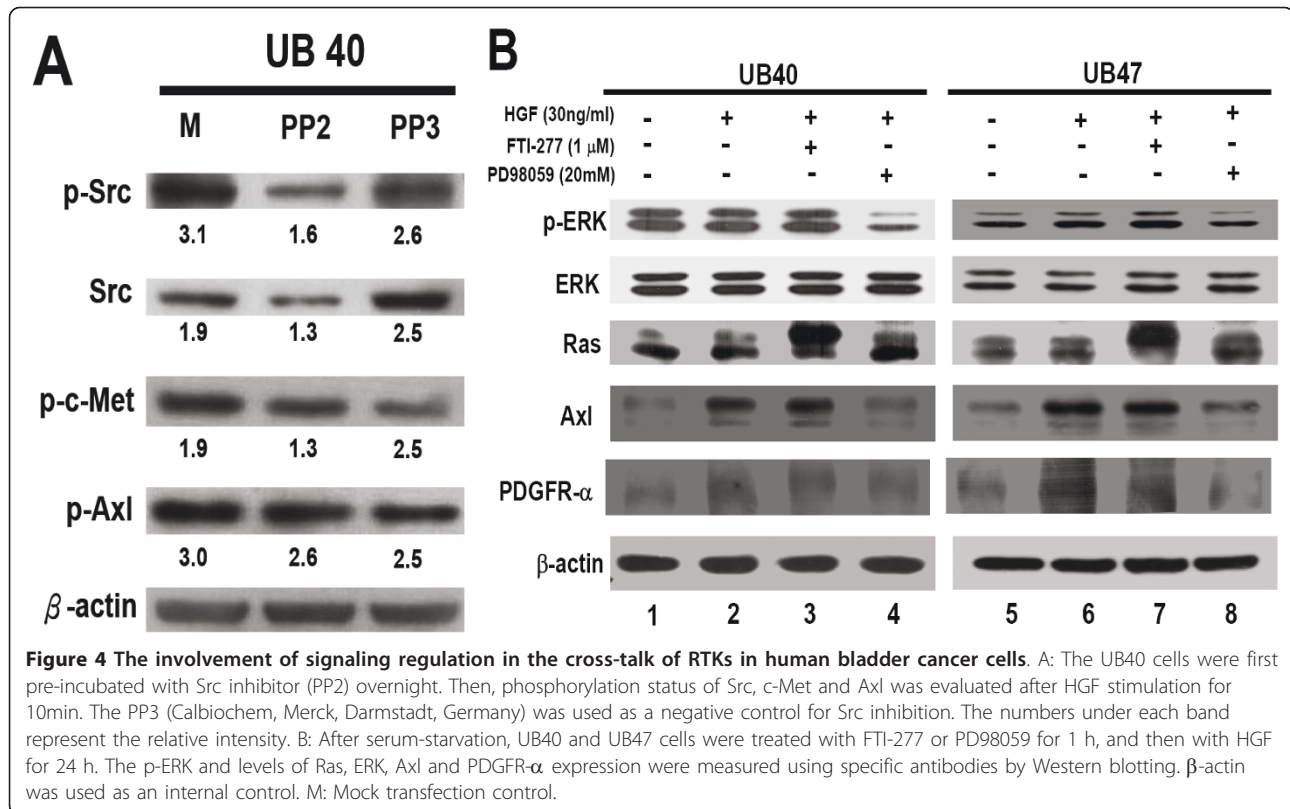 A
UB 40
M PP2 PP3
p-Src
3.1 1.6 2.6
Src
1.9 1.3 2.5
p-c-Met
1.9 1.3 2.5
p-Axl
3.0 2.6 2.5
β-actin
B
UB40 UB47
HGF (30ng/ml) - + + + - + + +
FTI-277 (1 μM) - - + - - - + -
PD98059 (20mM) - - - + - - - +
p-ERK
ERK
Ras
Axl
PDGFR-α
β-actin
1 2 3 4 5 6 7 8
Figure 4 The involvement of signaling regulation in the cross-talk of RTKs in human bladder cancer cells. A: The UB40 cells were first
pre-incubated with Src inhibitor (PP2) overnight. Then, phosphorylation status of Src, c-Met and Axl was evaluated after HGF stimulation for
10min. The PP3 (Calbiochem, Merck, Darmstadt, Germany) was used as a negative control for Src inhibition. The numbers under each band
represent the relative intensity. B: After serum-starvation, UB40 and UB47 cells were treated with FTI-277 or PD98059 for 1 h, and then with HGF
for 24 h. The p-ERK and levels of Ras, ERK, Axl and PDGFR-α expression were measured using specific antibodies by Western blotting. β-actin
was used as an internal control. M: Mock transfection control.